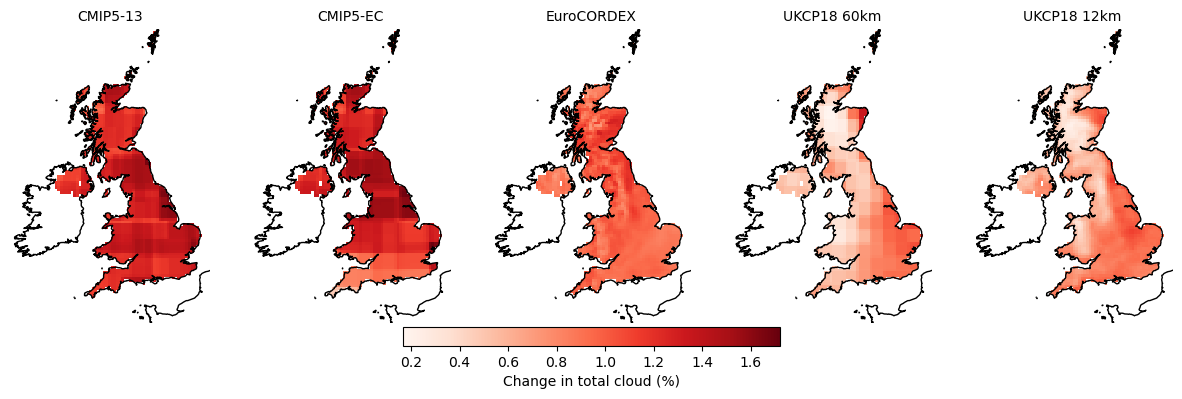 CMIP5-13 CMIP5-EC EuroCORDEX UKCP18 60km UKCP18 12km
0.2 0.4 0.6 0.8 1.0 1.2 1.4 1.6
Change in total cloud (%)